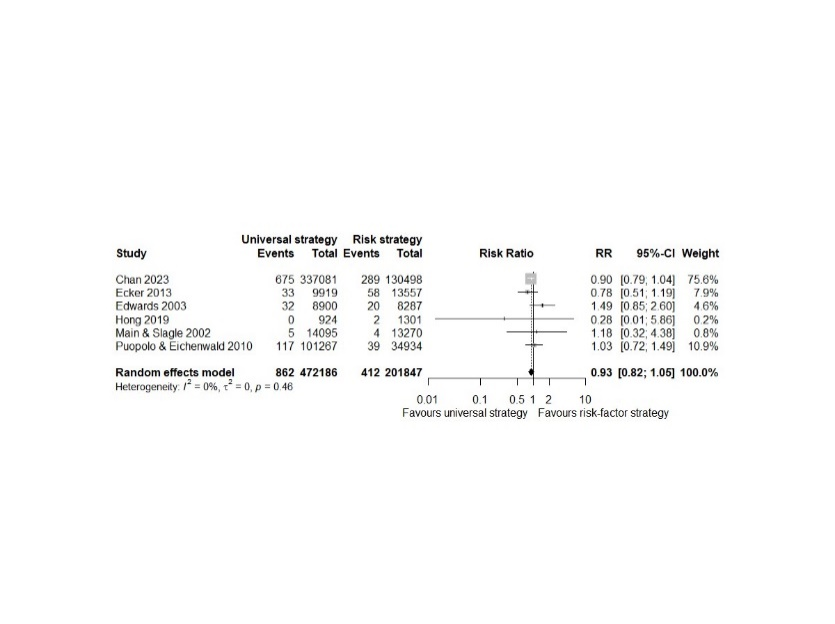 Universal strategy Risk strategy
Study Events Total Events Total Risk Ratio RR 95%-CI Weight
Chan 2023 675 337081 289 130498 0.90 [0.79; 1.04] 75.6%
Ecker 2013 33 9919 58 13557 0.78 [0.51; 1.19] 7.9%
Edwards 2003 32 8900 20 8287 1.49 [0.85; 2.60] 4.6%
Hong 2019 0 924 2 1301 0.28 [0.01; 5.86] 0.2%
Main & Slagle 2002 5 14095 4 13270 1.18 [0.32; 4.38] 0.8%
Puopolo & Eichenwald 2010 117 101267 39 34934 1.03 [0.72; 1.49] 10.9%
Random effects model 862 472186 412 201847 0.93 [0.82; 1.05] 100.0%
Heterogeneity: I² = 0%, τ² = 0, p = 0.46
0.01 0.1 0.5 1 2 10
Favours universal strategy Favours risk-factor strategy